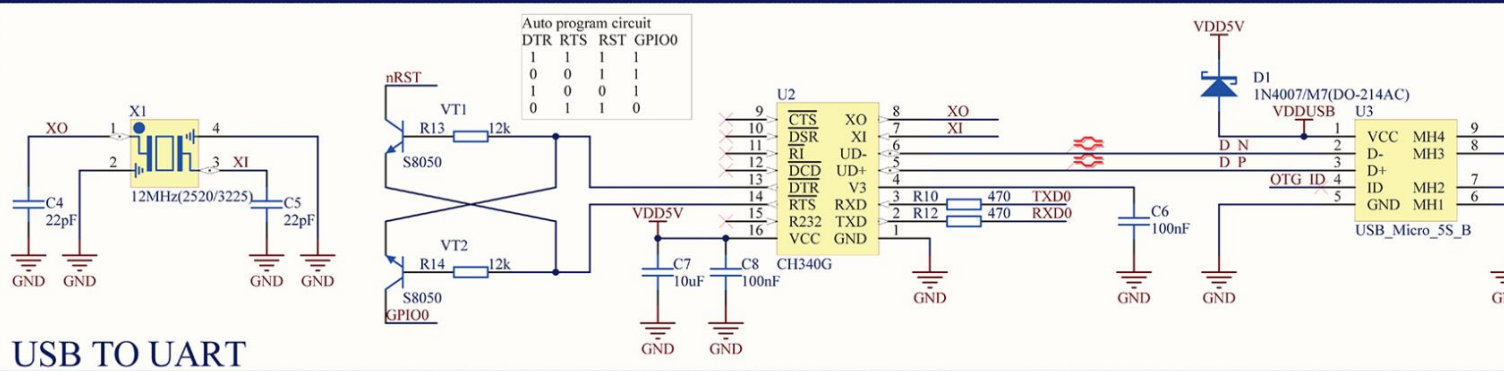 Auto program circuit
DTR RTS RST GPIO0
1 1 1 1
0 0 1 1
1 0 0 1
0 1 1 0
X1
XO 1 4
2 3 XI
12MHz(2520/3225)
C4
22pF
C5
22pF
GND GND GND GND
nRST
VT1
R13 12k
S8050
VT2
R14 12k
S8050
GPIO0
VDD5V
C7
10uF
C8
100nF
GND GND
U2
9 CTS XO 8 XO
10 DSR XI 7 XI
11 RI UD- 6
12 DCD UD+ 5
13 DTR V3 4
14 RTS RXD 3 R10 470 TXD0
15 R232 TXD 2 R12 470 RXD0
16 VCC GND 1
CH340G
GND
C6
100nF
GND
VDD5V
D1
1N4007/M7(DO-214AC)
VDDUSB
U3
1 VCC MH4 9
D_N 2 D- MH3 8
D_P 3 D+
OTG_ID 4 ID MH2 7
5 GND MH1 6
USB_Micro_5S_B
GND
USB TO UART